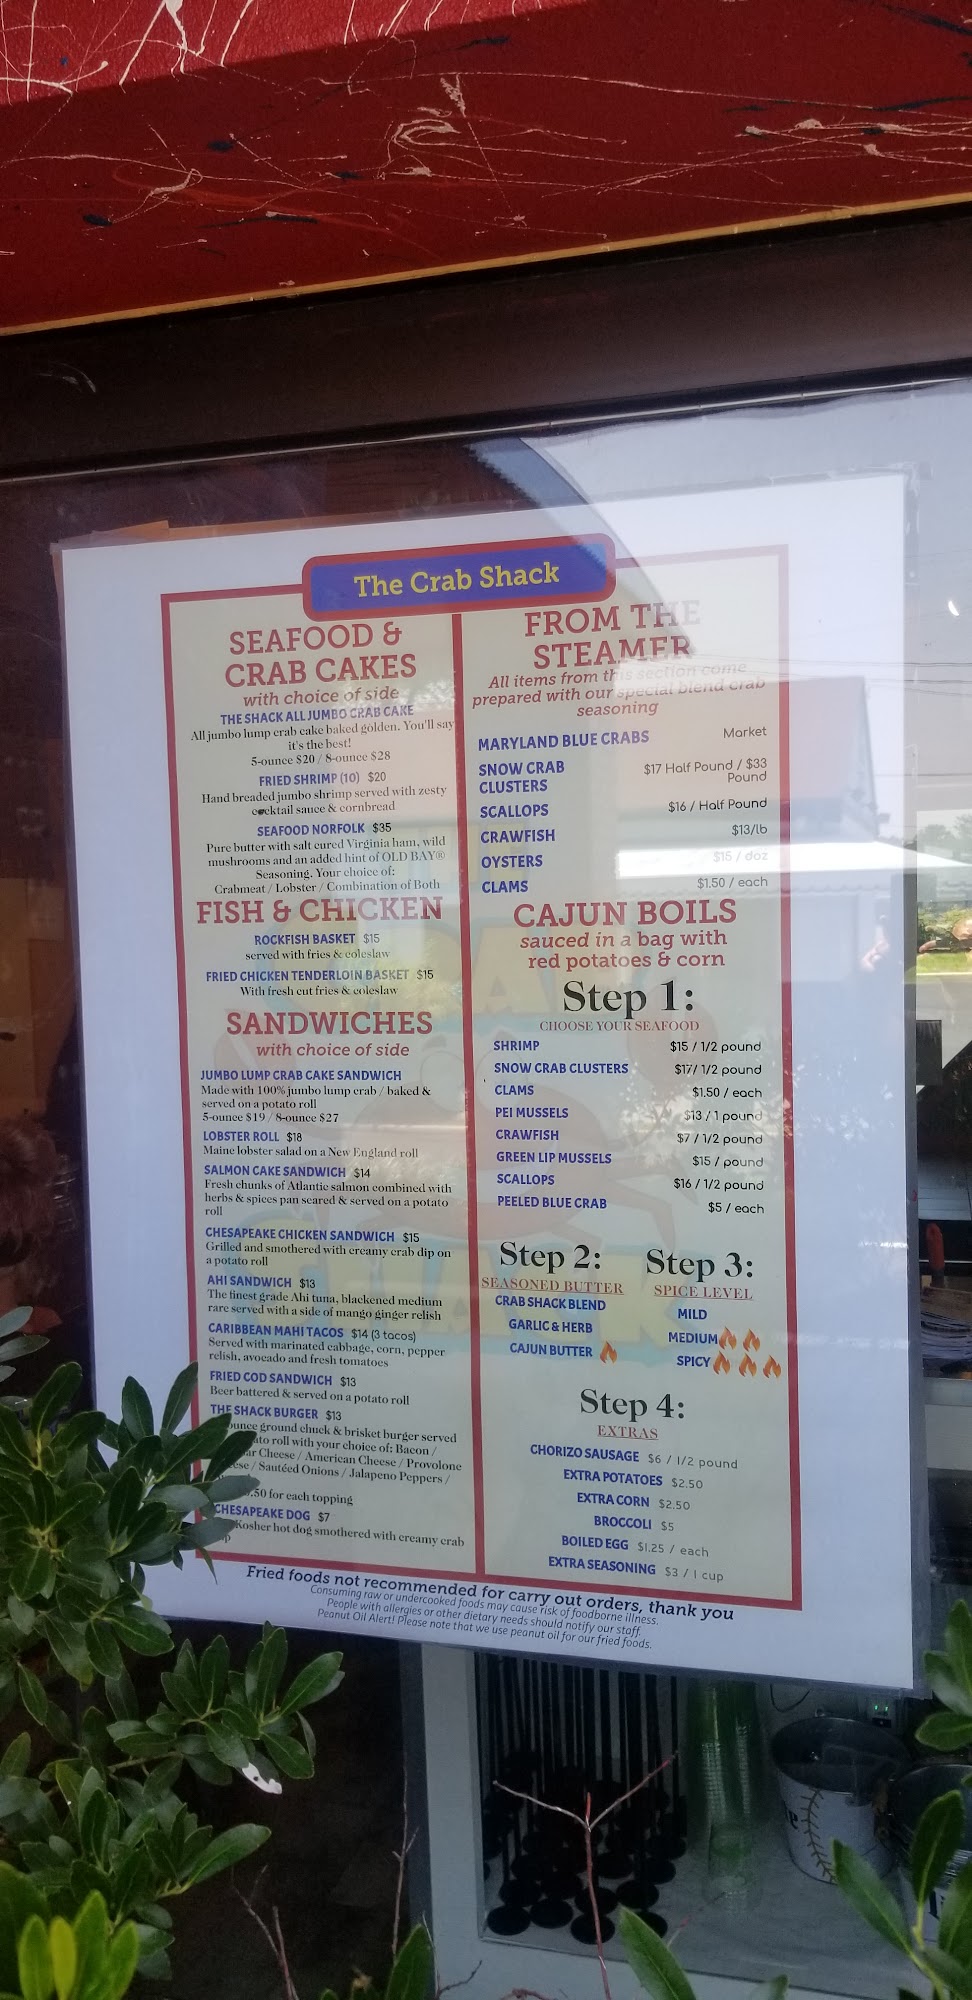 The Crab Shack
SEAFOOD &
CRAB CAKES
with choice of side
THE SHACK ALL JUMBO CRAB CAKE
All jumbo lump crab cake baked golden. You'll say
it's the best!
5-ounce $20 / 8-ounce $28
FRIED SHRIMP (10) $20
Hand breaded jumbo shrimp served with zesty
cocktail sauce & cornbread
SEAFOOD NORFOLK $35
Pure butter with salt cured Virginia ham, wild
mushrooms and an added hint of OLD BAY®
Seasoning. Your choice of:
Crabmeat / Lobster / Combination of Both
FISH & CHICKEN
ROCKFISH BASKET $15
served with fries & coleslaw
FRIED CHICKEN TENDERLOIN BASKET $15
With fresh cut fries & coleslaw
SANDWICHES
with choice of side
JUMBO LUMP CRAB CAKE SANDWICH
Made with 100% jumbo lump crab / baked &
served on a potato roll
5-ounce $19 / 8-ounce $27
LOBSTER ROLL $18
Maine lobster salad on a New England roll
SALMON CAKE SANDWICH $14
Fresh chunks of Atlantic salmon combined with
herbs & spices pan seared & served on a potato
roll
CHESAPEAKE CHICKEN SANDWICH $15
Grilled and smothered with creamy crab dip on
a potato roll
AHI SANDWICH $13
The finest grade Ahi tuna, blackened medium
rare served with a side of mango ginger relish
CARIBBEAN MAHI TACOS $14 (3 tacos)
Served with marinated cabbage, corn, pepper
relish, avocado and fresh tomatoes
FRIED COD SANDWICH $13
Beer battered & served on a potato roll
THE SHACK BURGER $13
ounce ground chuck & brisket burger served
roll with your choice of: Bacon /
Cheese / American Cheese / Provolone
/ Sautéed Onions / Jalapeno Peppers /
.50 for each topping
CHESAPEAKE DOG $7
Kosher hot dog smothered with creamy crab
FROM THE
STEAMER
All items from this section come
prepared with our special blend crab
seasoning
MARYLAND BLUE CRABS Market
SNOW CRAB CLUSTERS $17 Half Pound / $33 Pound
SCALLOPS $16 / Half Pound
CRAWFISH $13/lb
OYSTERS $15 / doz
CLAMS $1.50 / each
CAJUN BOILS
sauced in a bag with
red potatoes & corn
Step 1:
CHOOSE YOUR SEAFOOD
SHRIMP $15 / 1/2 pound
SNOW CRAB CLUSTERS $17/ 1/2 pound
CLAMS $1.50 / each
PEI MUSSELS $13 / 1 pound
CRAWFISH $7 / 1/2 pound
GREEN LIP MUSSELS $15 / pound
SCALLOPS $16 / 1/2 pound
PEELED BLUE CRAB $5 / each
Step 2:
SEASONED BUTTER
CRAB SHACK BLEND
GARLIC & HERB
CAJUN BUTTER
Step 3:
SPICE LEVEL
MILD
MEDIUM
SPICY
Step 4:
EXTRAS
CHORIZO SAUSAGE $6 / 1/2 pound
EXTRA POTATOES $2.50
EXTRA CORN $2.50
BROCCOLI $5
BOILED EGG $1.25 / each
EXTRA SEASONING $3 / 1 cup
Fried foods not recommended for carry out orders, thank you
Consuming raw or undercooked foods may cause risk of foodborne illness.
People with allergies or other dietary needs should notify our staff.
Peanut Oil Alert! Please note that we use peanut oil for our fried foods.